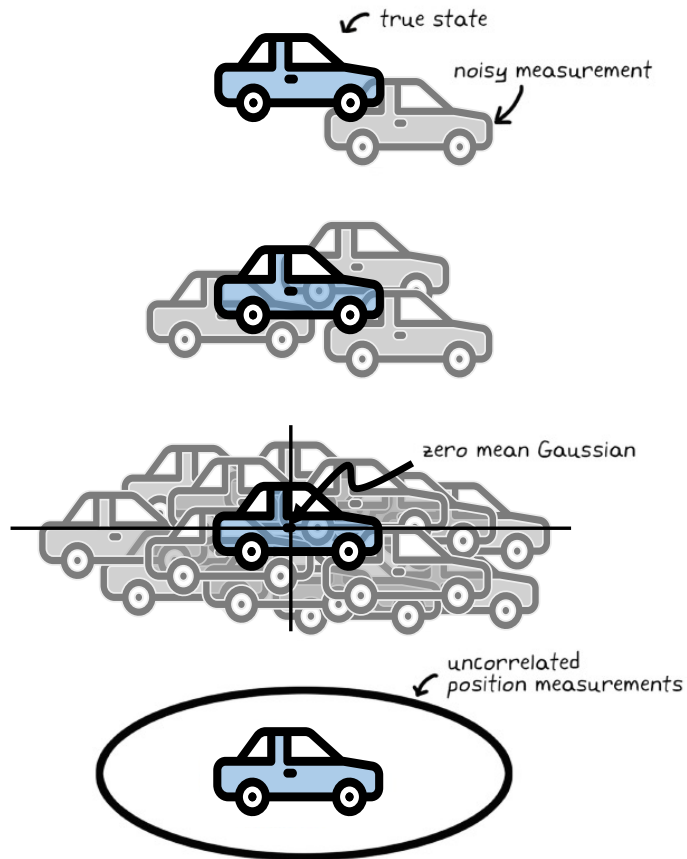 true state
noisy measurement
zero mean Gaussian
uncorrelated
position measurements